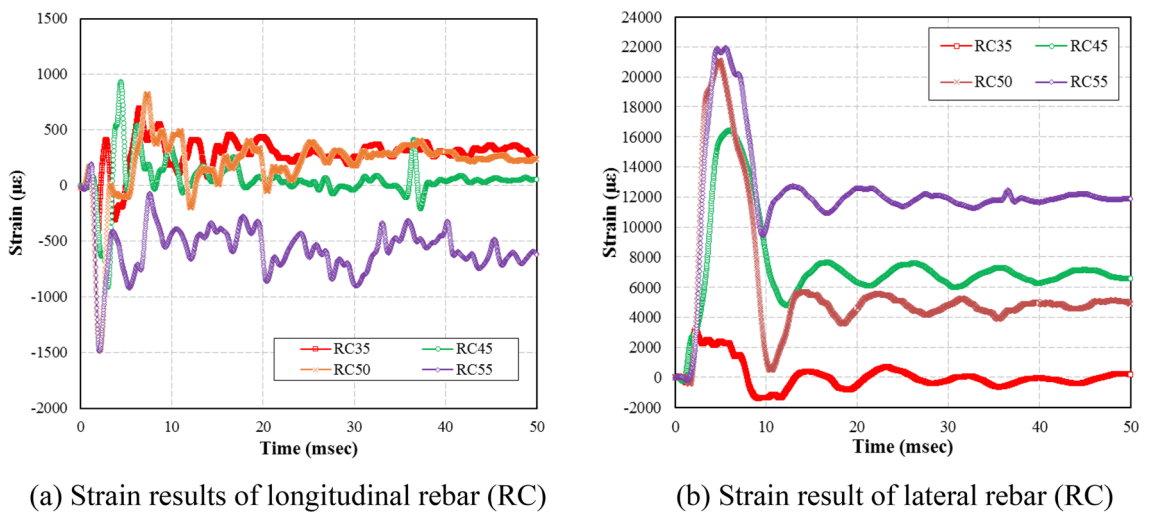 1500
1000
500
0
-500
-1000
-1500
-2000
Strain (με)
RC35 RC45
RC50 RC55
0 10 20 30 40 50
Time (msec)
(a) Strain results of longitudinal rebar (RC)
24000
22000
20000
18000
16000
14000
12000
10000
8000
6000
4000
2000
0
-2000
Strain (με)
RC35 RC45
RC50 RC55
0 10 20 30 40 50
Time (msec)
(b) Strain result of lateral rebar (RC)